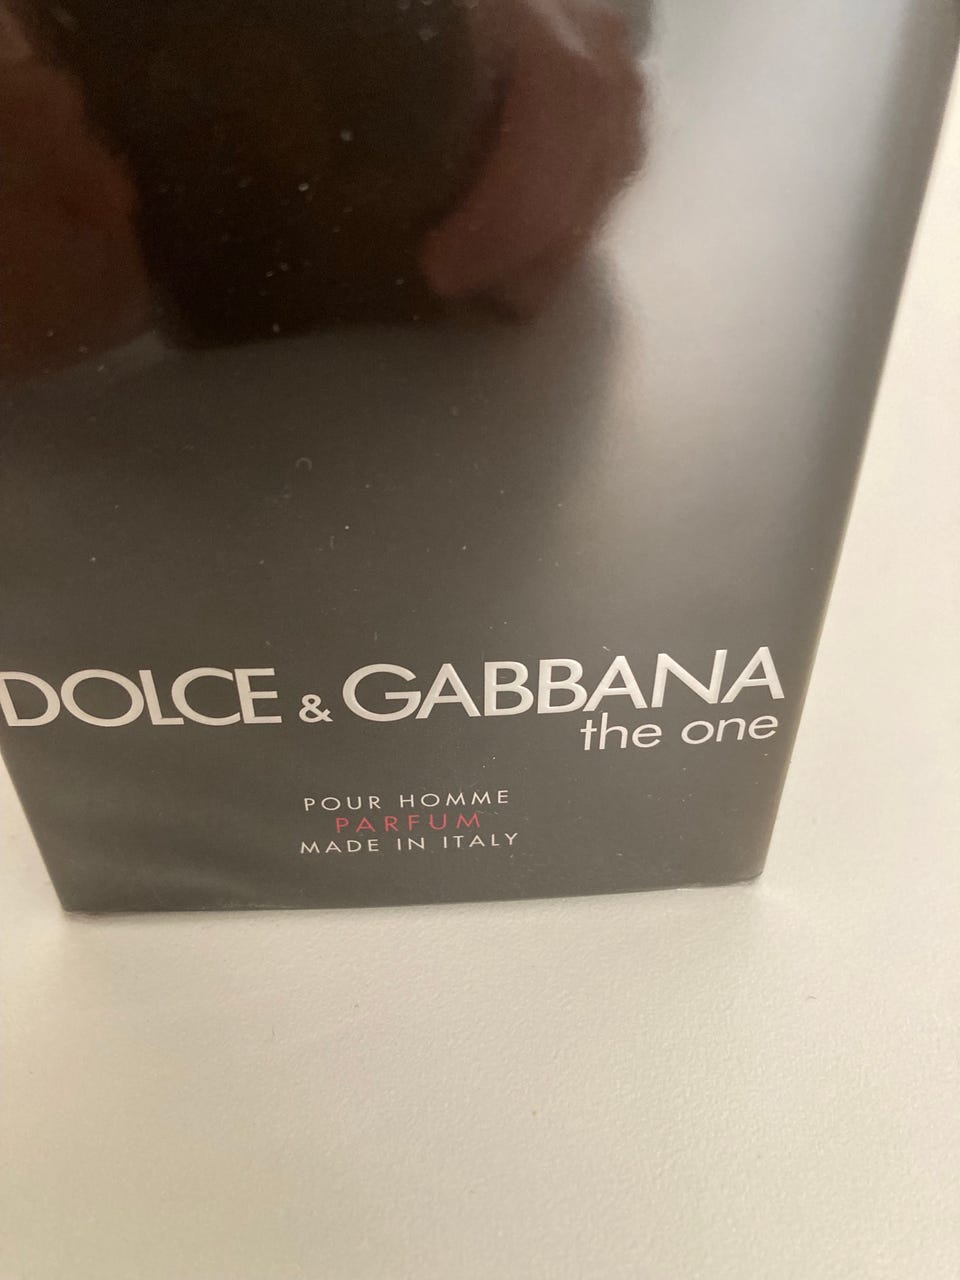 DOLCE & GABBANA
the one
POUR HOMME
PARFUM
MADE IN ITALY